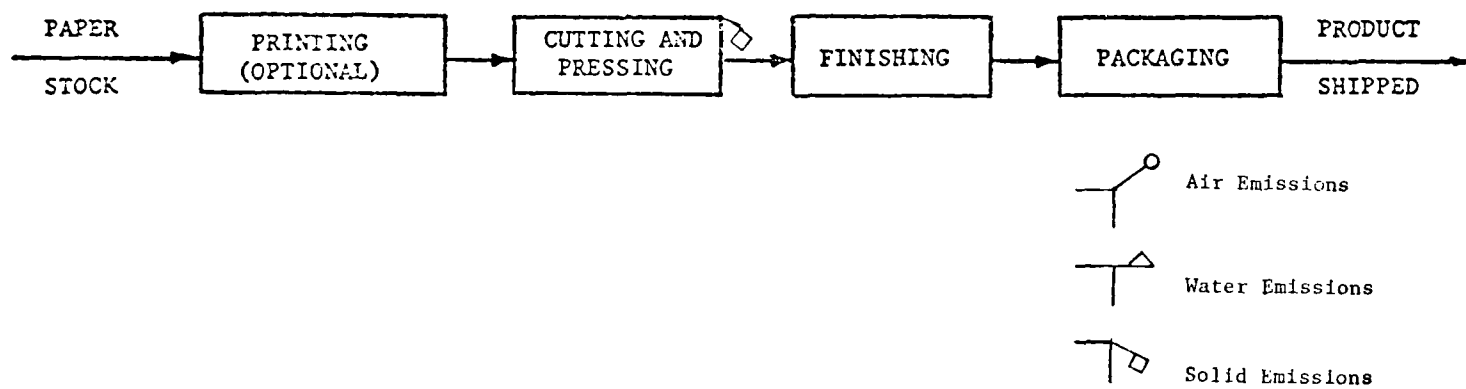 PAPER
STOCK
PRINTING
(OPTIONAL)
CUTTING AND
PRESSING
FINISHING
PACKAGING
PRODUCT
SHIPPED
Air Emissions
Water Emissions
Solid Emissions